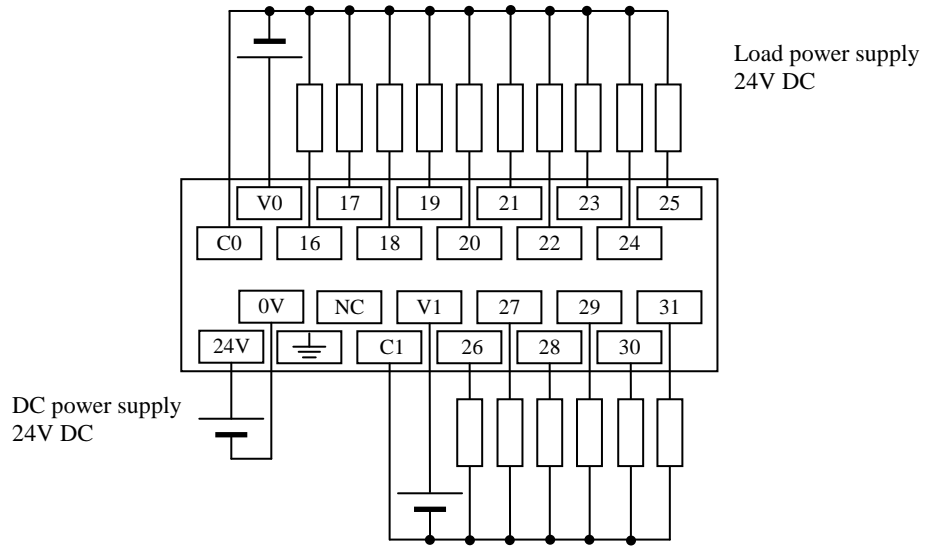 Load power supply
24V DC
V0 17 19 21 23 25
C0 16 18 20 22 24
0V NC V1 27 29 31
24V C1 26 28 30
DC power supply
24V DC